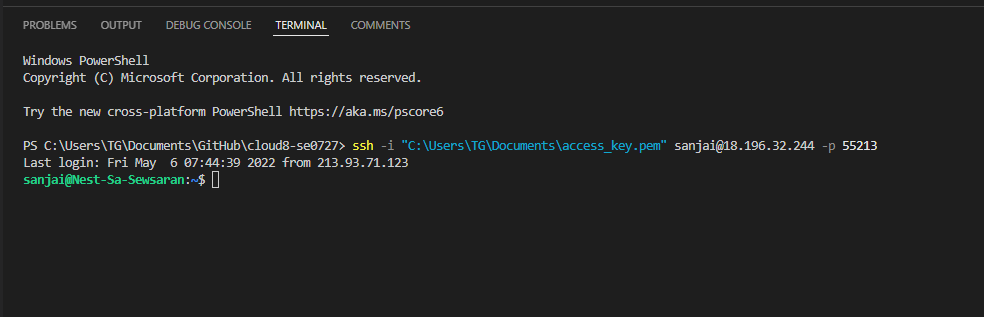 PROBLEMS OUTPUT DEBUG CONSOLE TERMINAL COMMENTS
Windows PowerShell
Copyright (C) Microsoft Corporation. All rights reserved.
Try the new cross-platform PowerShell https://aka.ms/pscore6
PS C:\Users\TG\Documents\GitHub\cloud8-se0727> ssh -i "C:\Users\TG\Documents\access_key.pem" sanjai@18.196.32.244 -p 55213
Last login: Fri May  6 07:44:39 2022 from 213.93.71.123
sanjai@Nest-Sa-Sewsaran:~$